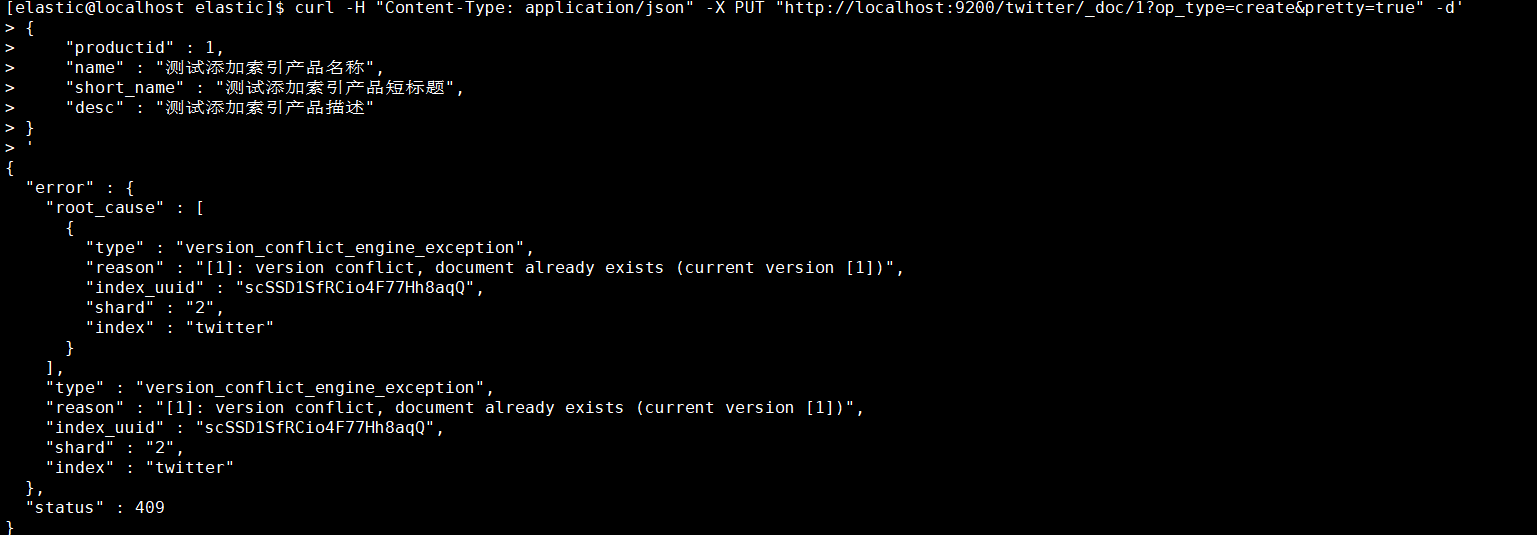 [elastic@localhost elastic]$ curl -H "Content-Type: application/json" -X PUT "http://localhost:9200/twitter/_doc/1?op_type=create&pretty=true" -d'
> {
>     "productid" : 1,
>     "name" : "测试添加索引产品名称",
>     "short_name" : "测试添加索引产品短标题",
>     "desc" : "测试添加索引产品描述"
> }
> '
{
  "error" : {
    "root_cause" : [
      {
        "type" : "version_conflict_engine_exception",
        "reason" : "[1]: version conflict, document already exists (current version [1])",
        "index_uuid" : "scSSD1SfRCio4F77Hh8aqQ",
        "shard" : "2",
        "index" : "twitter"
      }
    ],
    "type" : "version_conflict_engine_exception",
    "reason" : "[1]: version conflict, document already exists (current version [1])",
    "index_uuid" : "scSSD1SfRCio4F77Hh8aqQ",
    "shard" : "2",
    "index" : "twitter"
  },
  "status" : 409
}